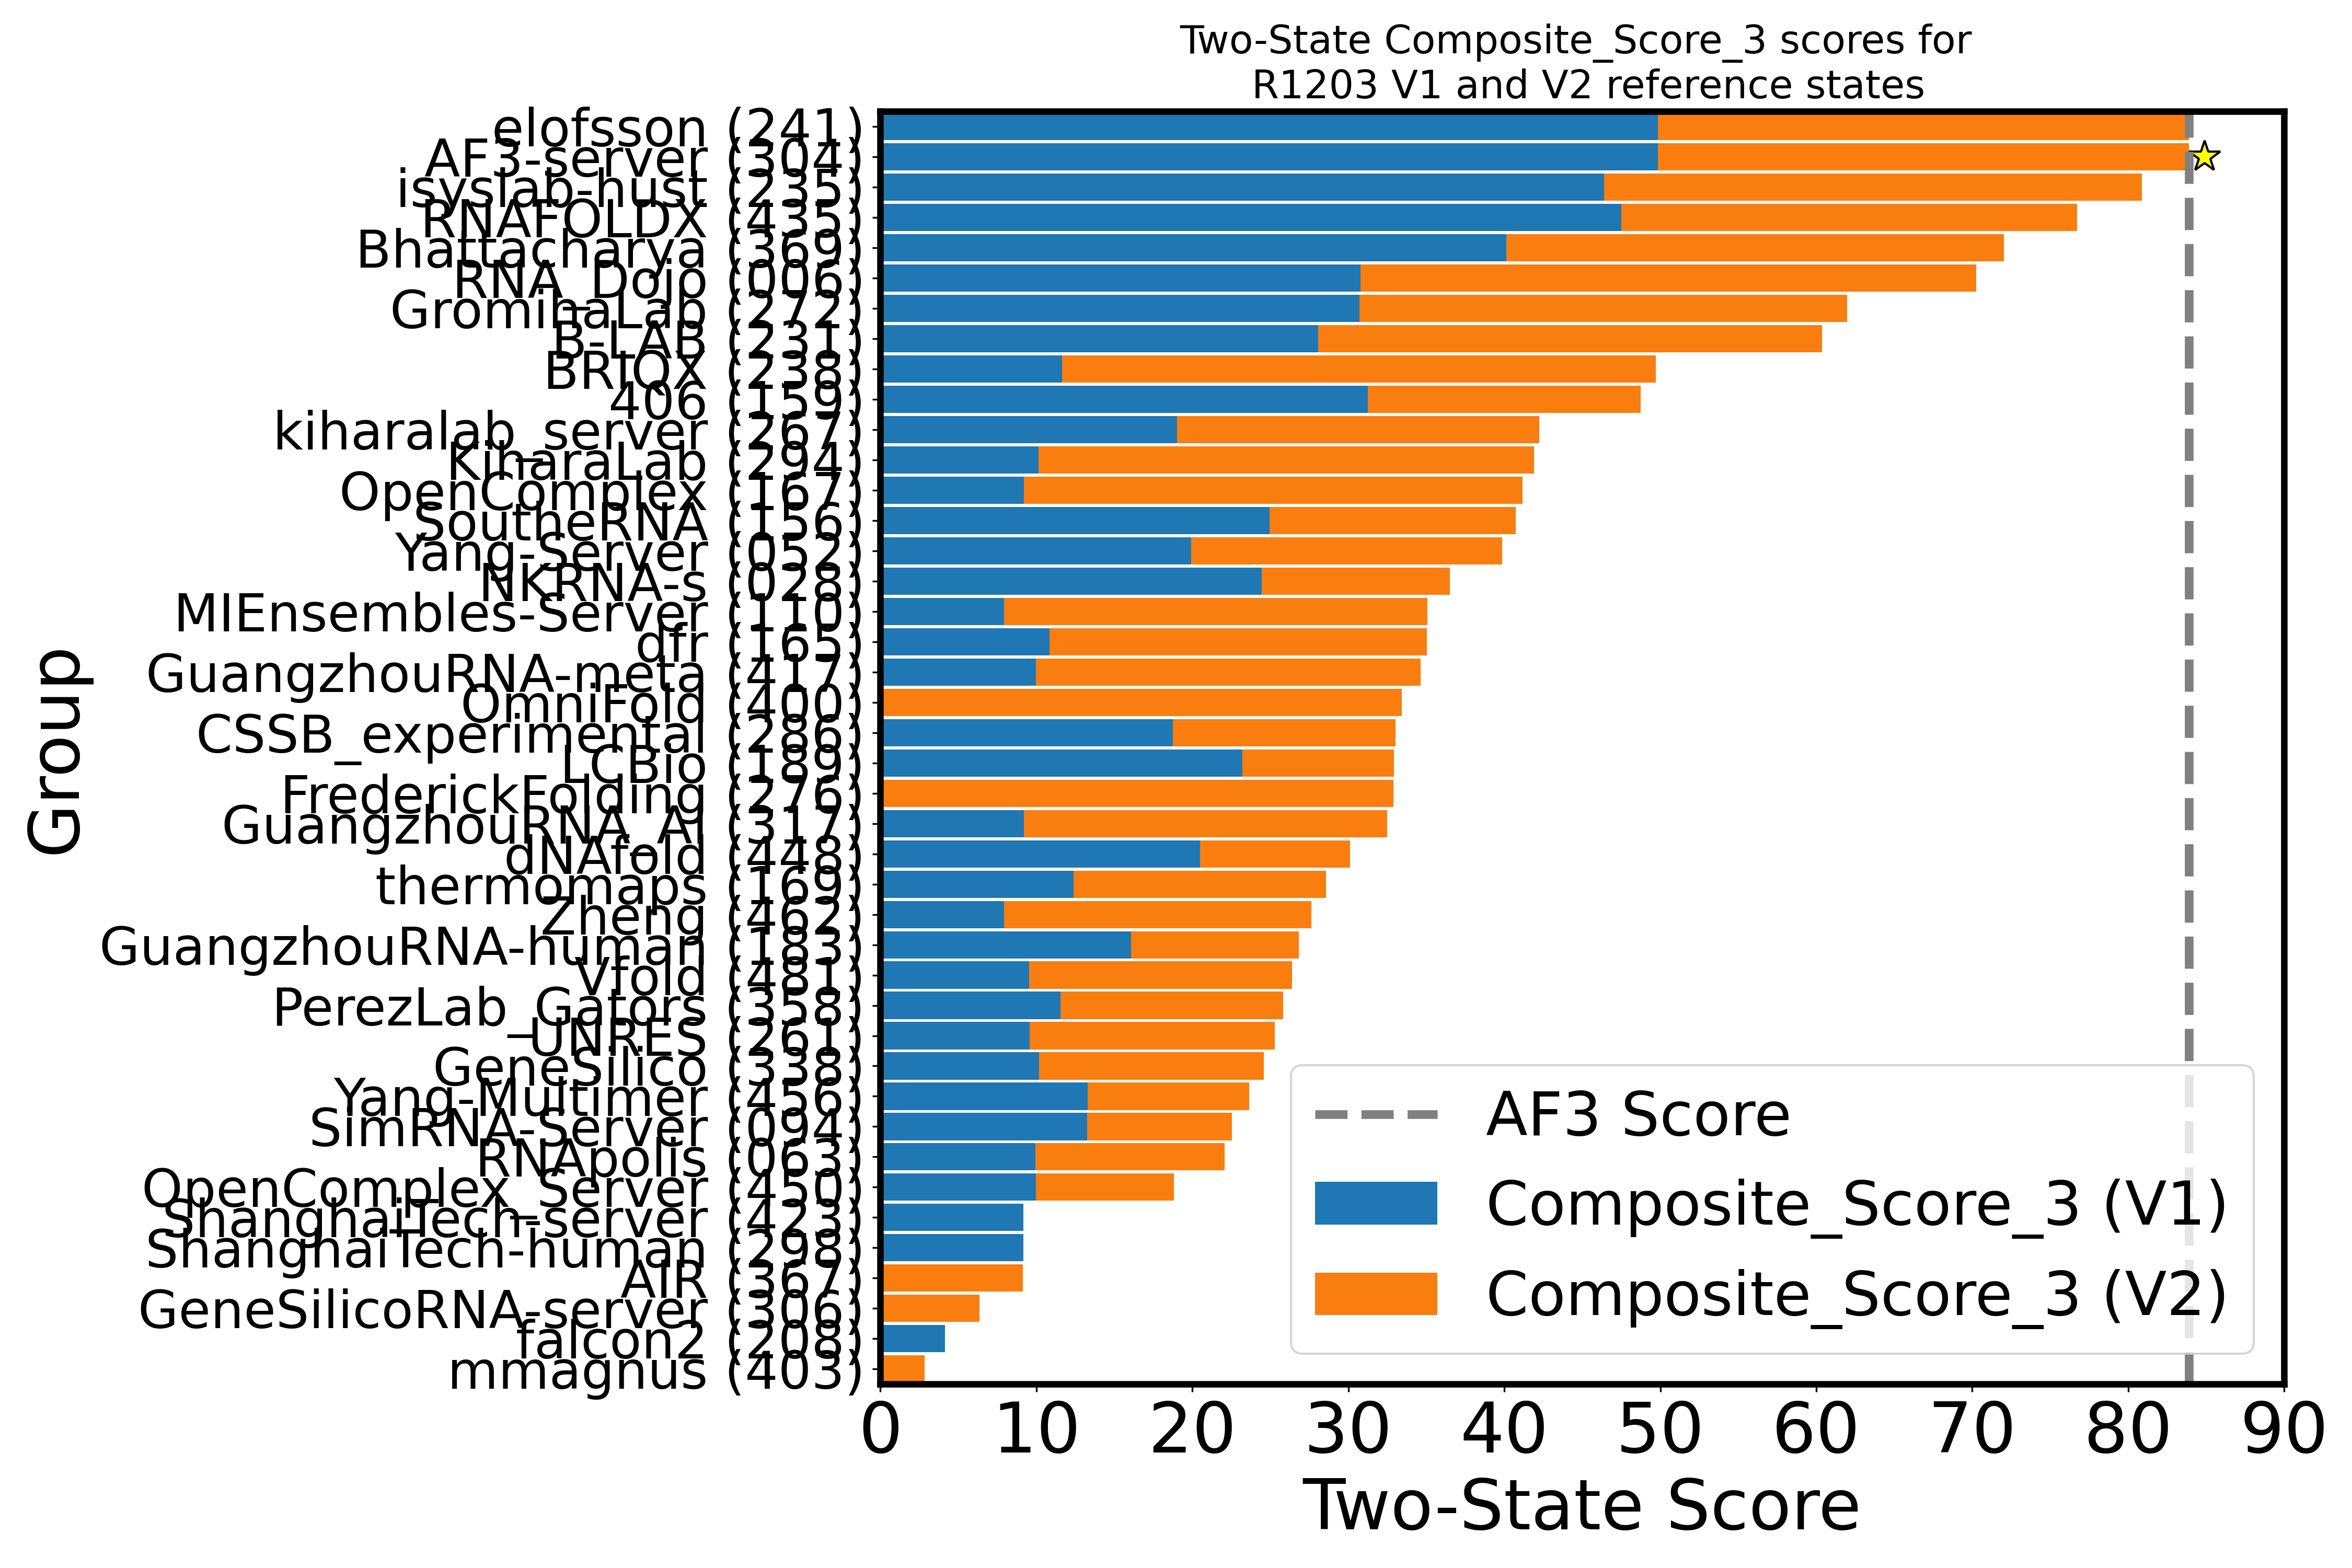 Two-State Composite_Score_3 scores for
R1203 V1 and V2 reference states
Group
elofsson (241)
AF3-server (304)
isyslab-hust (235)
RNAFOLDX (435)
Bhattacharya (369)
RNA_Dojo (006)
GromihaLab (272)
B-LAB (231)
BRIQX (238)
406 (159)
kiharalab_server (267)
KiharaLab (294)
OpenComplex (167)
SoutheRNA (156)
Yang-Server (052)
NKRNA-s (028)
MIEnsembles-Server (110)
dfr (165)
GuangzhouRNA-meta (417)
OmniFold (400)
CSSB_experimental (286)
LCBio (189)
FrederickFolding (276)
GuangzhouRNA_AI (317)
dNAfold (448)
thermomaps (169)
Zheng (462)
GuangzhouRNA-human (183)
Vfold (481)
PerezLab_Gators (358)
UNRES (261)
GeneSilico (338)
Yang-Multimer (456)
SimRNA-Server (094)
RNApolis (063)
OpenComplex_Server (450)
ShanghaiTech-server (423)
ShanghaiTech-human (298)
AIR (367)
GeneSilicoRNA-server (306)
falcon2 (208)
mmagnus (403)
AF3 Score
Composite_Score_3 (V1)
Composite_Score_3 (V2)
0 10 20 30 40 50 60 70 80 90
Two-State Score